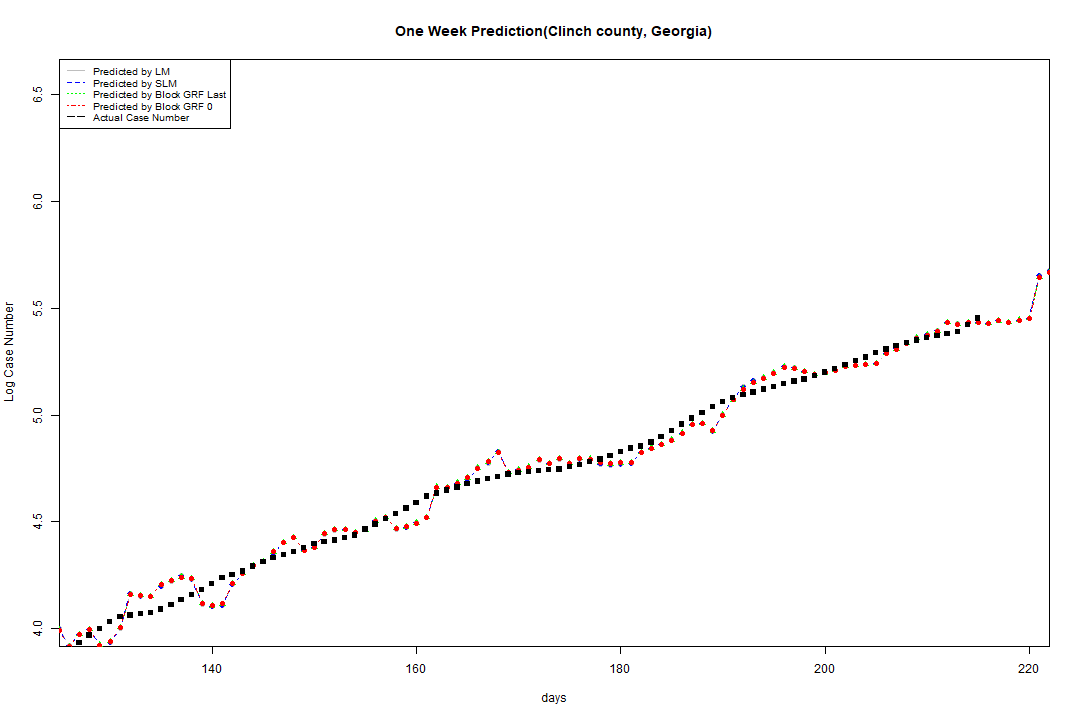 One Week Prediction(Clinch county, Georgia)
Predicted by LM
Predicted by SLM
Predicted by Block GRF Last
Predicted by Block GRF 0
Actual Case Number
6.5
6.0
5.5
5.0
4.5
4.0
Log Case Number
140 160 180 200 220
days